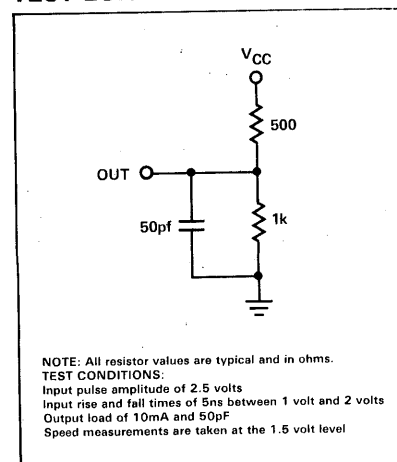 VCC
500
OUT
50pf
1k
NOTE: All resistor values are typical and in ohms.
TEST CONDITIONS:
Input pulse amplitude of 2.5 volts
Input rise and fall times of 5ns between 1 volt and 2 volts
Output load of 10mA and 50pF
Speed measurements are taken at the 1.5 volt level